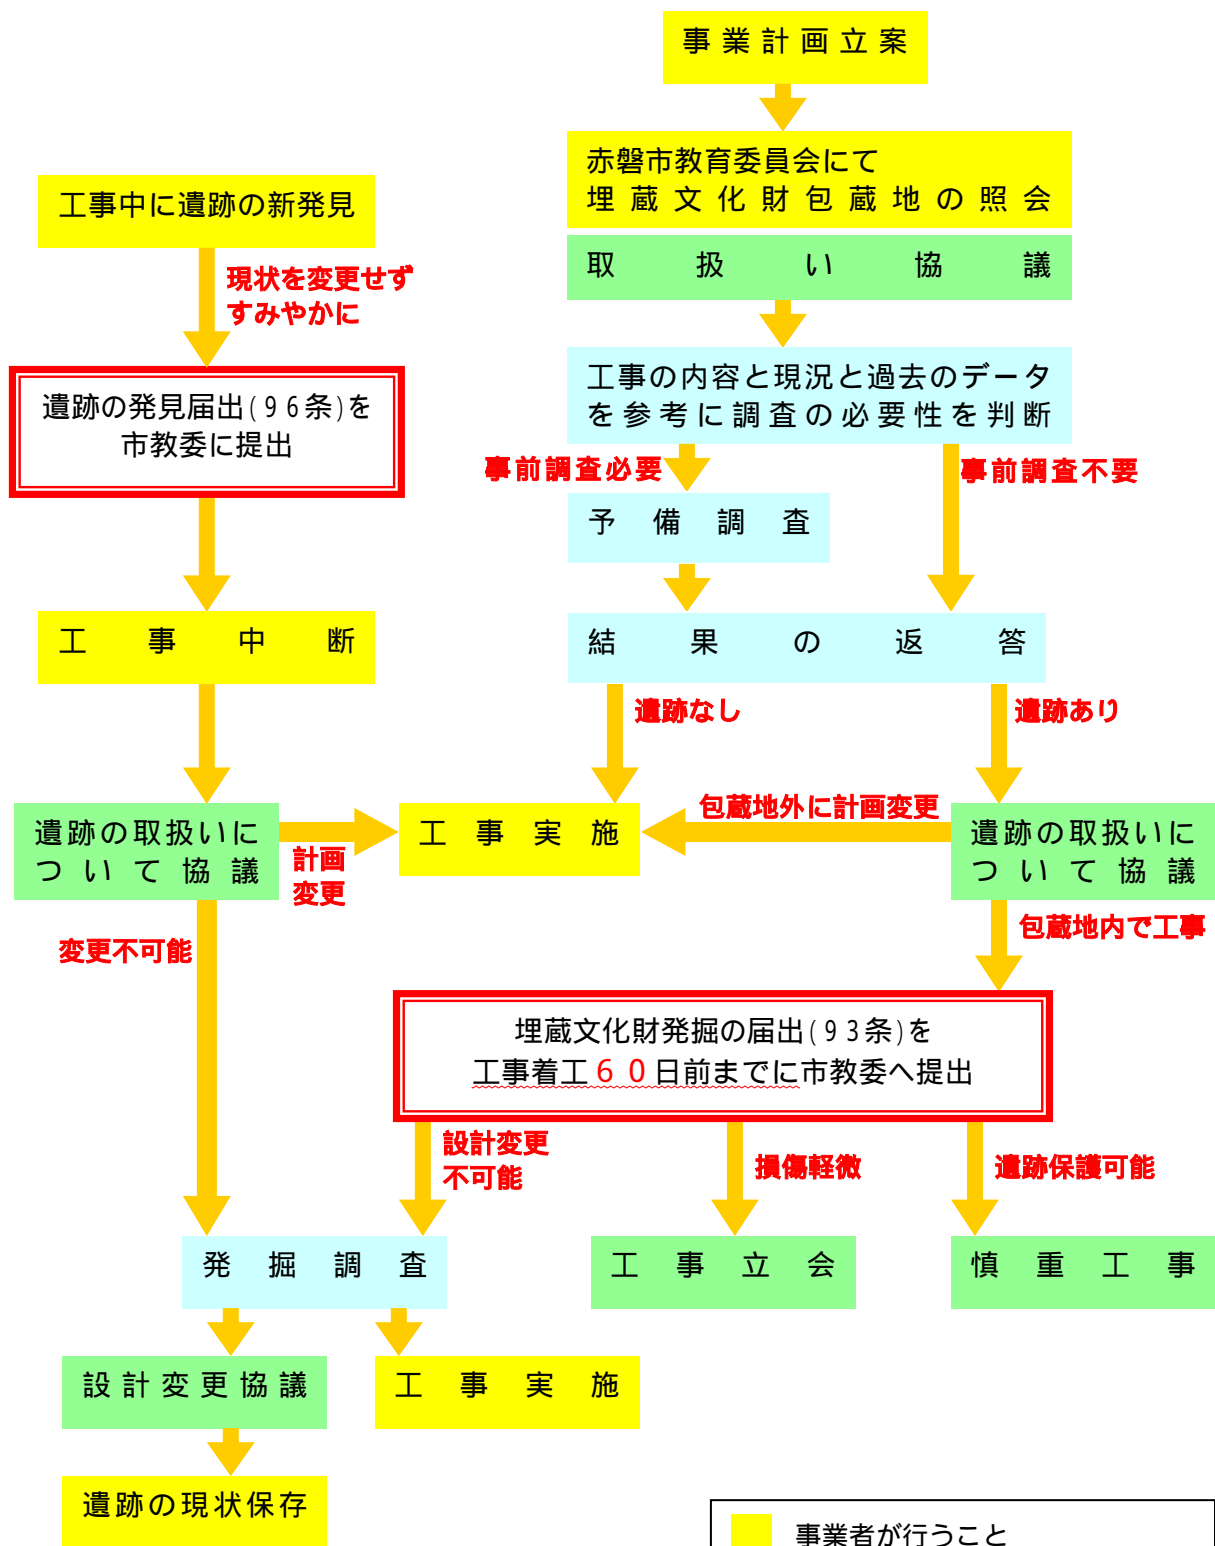 事業計画立案
赤磐市教育委員会にて
埋蔵文化財包蔵地の照会
取扱い協議
工事の内容と現況と過去のデータ
を参考に調査の必要性を判断
事前調査必要
事前調査不要
予備調査
結果の返答
遺跡なし
遺跡あり
工事中に遺跡の新発見
現状を変更せず
すみやかに
遺跡の発見届出(96条)を
市教委に提出
工事中断
遺跡の取扱いに
ついて協議
計画
変更
工事実施
包蔵地外に計画変更
遺跡の取扱いに
ついて協議
変更不可能
包蔵地内で工事
埋蔵文化財発掘の届出(93条)を
工事着工60日前までに市教委へ提出
設計変更
不可能
損傷軽微
遺跡保護可能
発掘調査
工事立会
慎重工事
設計変更協議
工事実施
遺跡の現状保存
事業者が行うこと